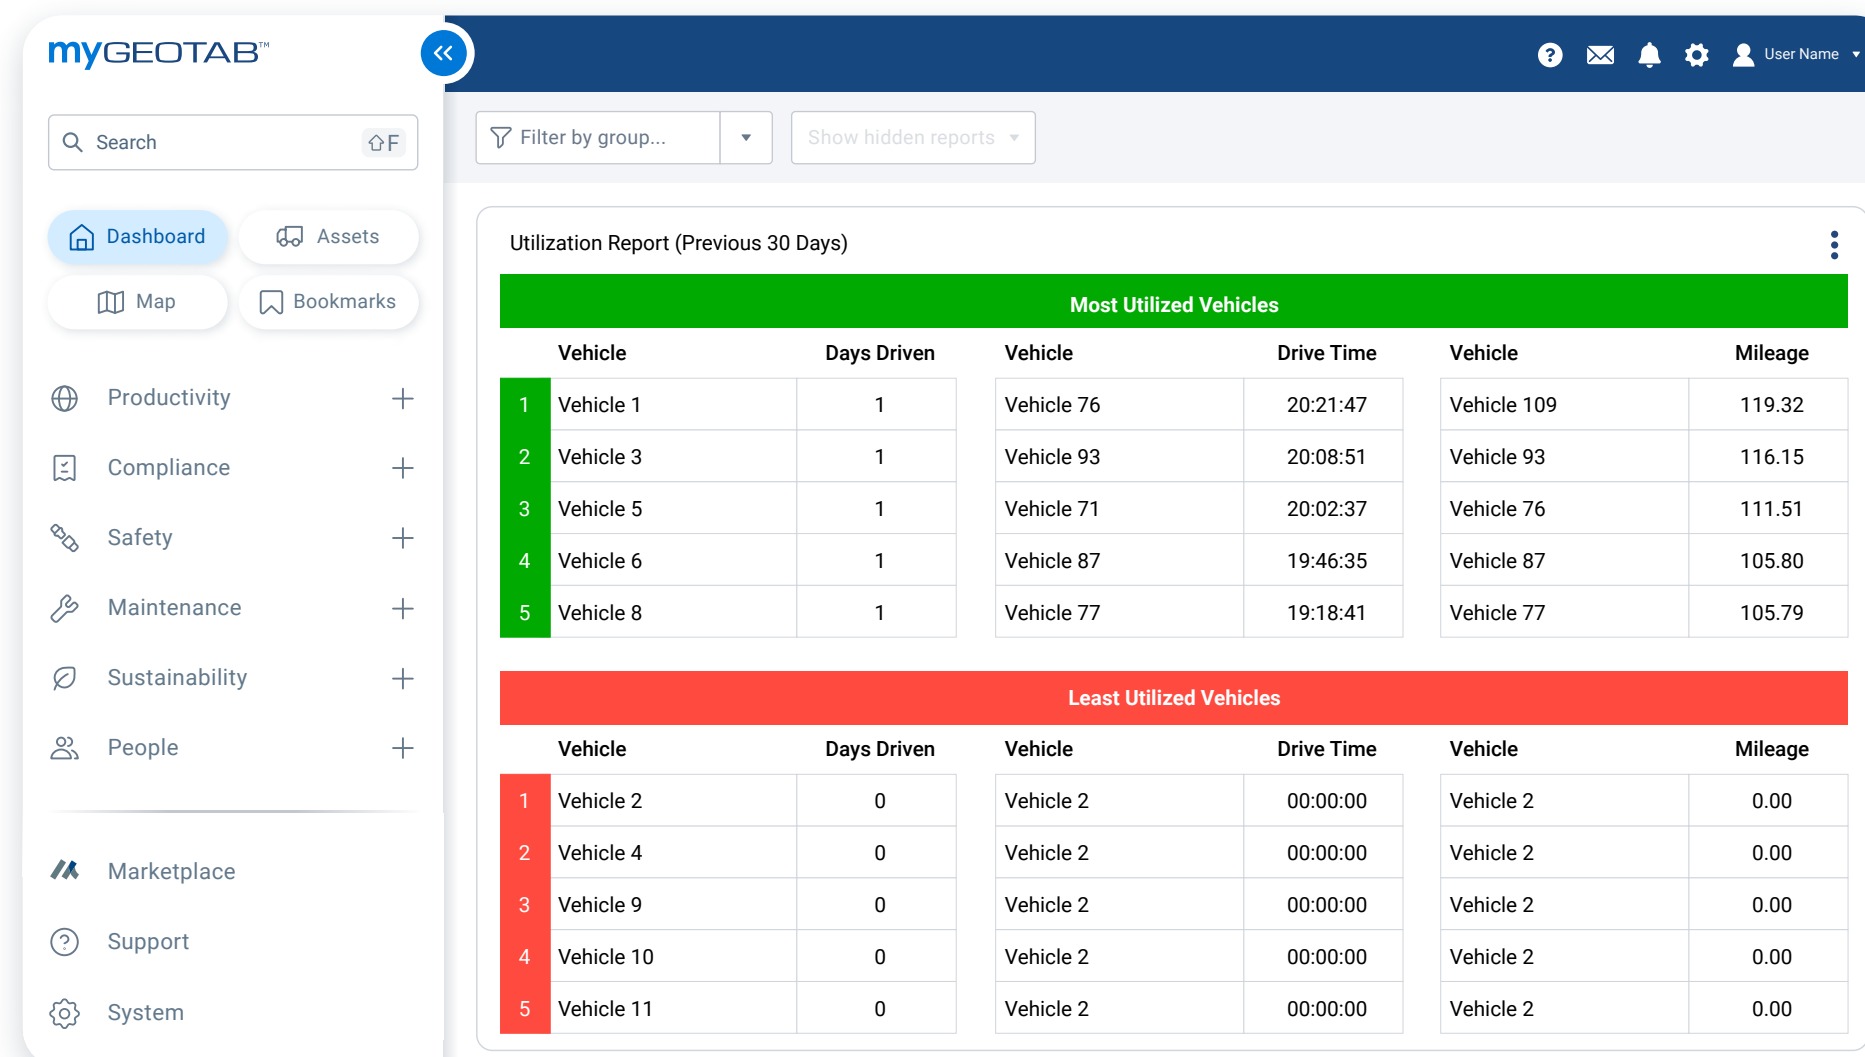 myGEOTAB™
User Name
Search
⇧F
Filter by group...
Show hidden reports
Dashboard
Assets
Map
Bookmarks
Productivity
Compliance
Safety
Maintenance
Sustainability
People
Marketplace
Support
System
Utilization Report (Previous 30 Days)
Most Utilized Vehicles
Vehicle Days Driven Vehicle Drive Time Vehicle Mileage
1 Vehicle 1 1 Vehicle 76 20:21:47 Vehicle 109 119.32
2 Vehicle 3 1 Vehicle 93 20:08:51 Vehicle 93 116.15
3 Vehicle 5 1 Vehicle 71 20:02:37 Vehicle 76 111.51
4 Vehicle 6 1 Vehicle 87 19:46:35 Vehicle 87 105.80
5 Vehicle 8 1 Vehicle 77 19:18:41 Vehicle 77 105.79
Least Utilized Vehicles
Vehicle Days Driven Vehicle Drive Time Vehicle Mileage
1 Vehicle 2 0 Vehicle 2 00:00:00 Vehicle 2 0.00
2 Vehicle 4 0 Vehicle 2 00:00:00 Vehicle 2 0.00
3 Vehicle 9 0 Vehicle 2 00:00:00 Vehicle 2 0.00
4 Vehicle 10 0 Vehicle 2 00:00:00 Vehicle 2 0.00
5 Vehicle 11 0 Vehicle 2 00:00:00 Vehicle 2 0.00